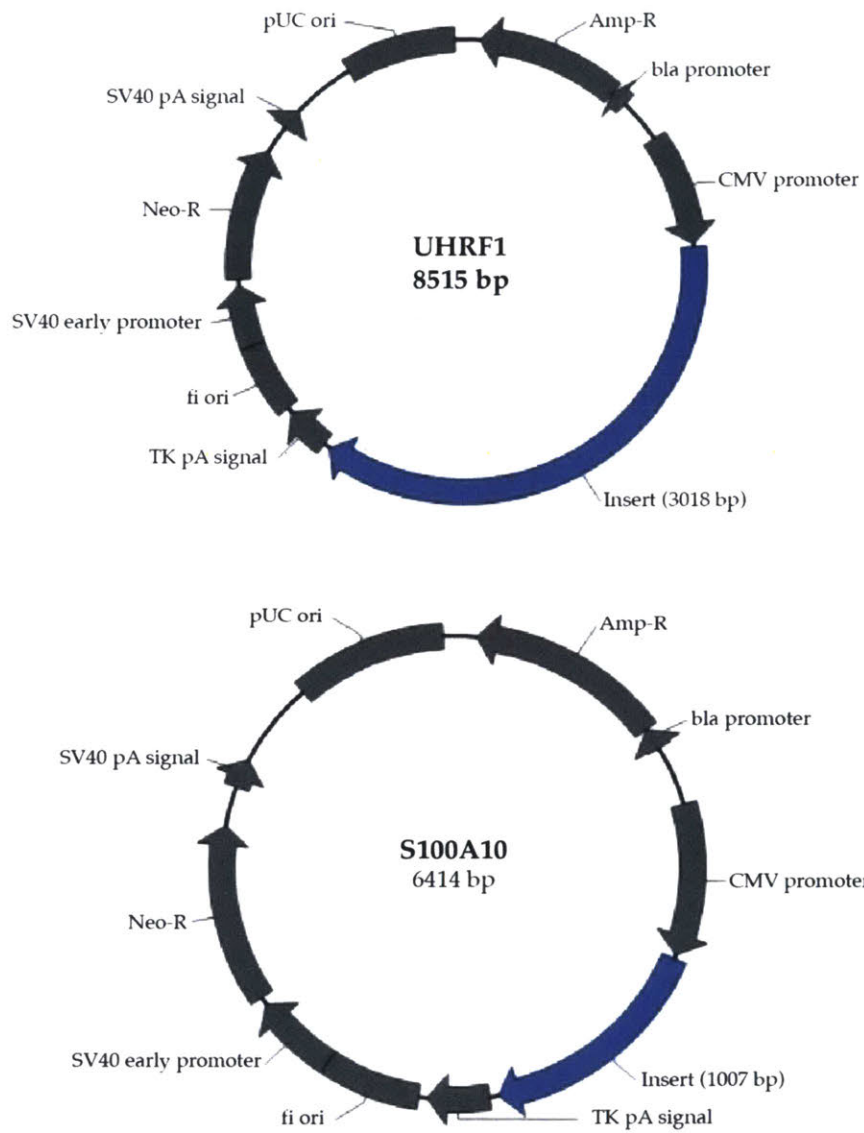 pUC ori
Amp-R
bla promoter
SV40 pA signal
CMV promoter
Neo-R
UHRF1
8515 bp
SV40 early promoter
fi ori
TK pA signal
Insert (3018 bp)
pUC ori
Amp-R
bla promoter
SV40 pA signal
S100A10
6414 bp
CMV promoter
Neo-R
SV40 early promoter
Insert (1007 bp)
fi ori
TK pA signal